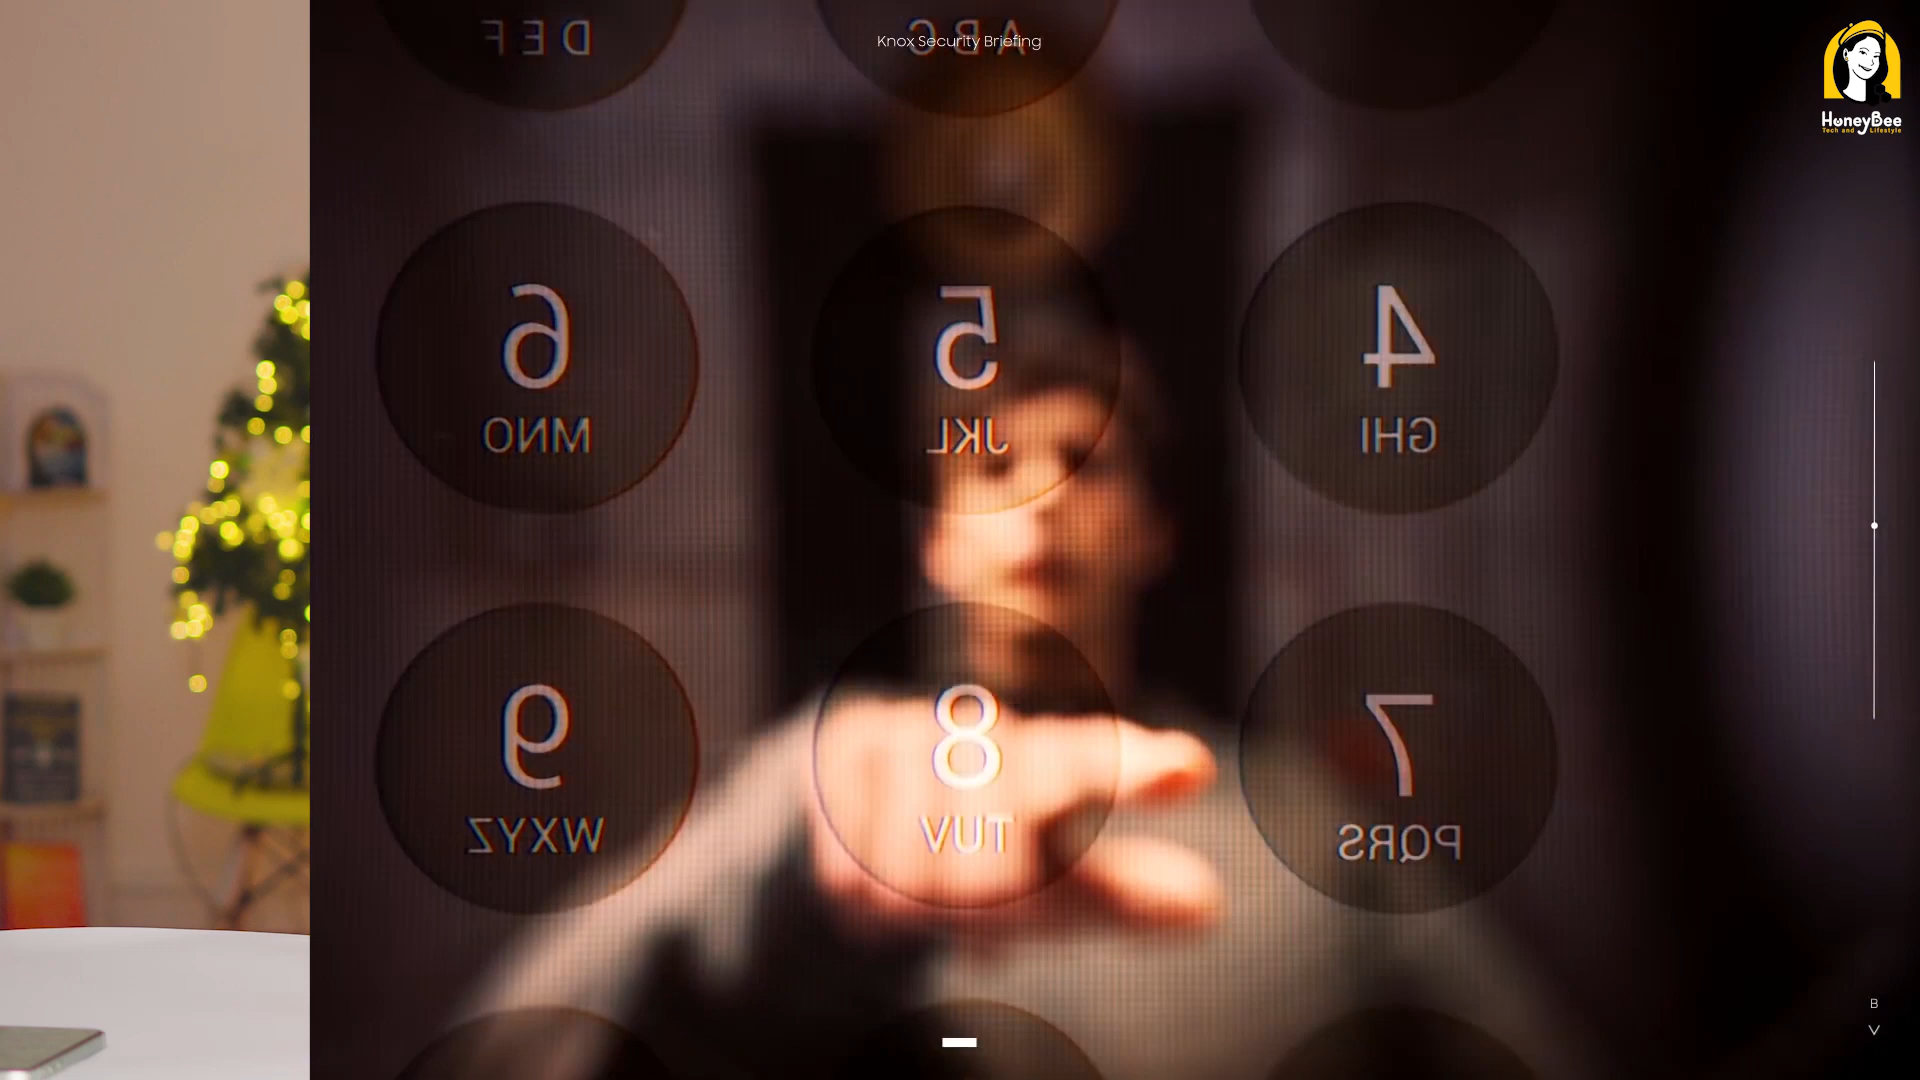 DEF
ABC
Knox Security Briefing
HoneyBee
Tech and Lifestyle
6
5
4
MNO
JKL
GHI
9
8
7
WXYZ
TUV
PQRS
B